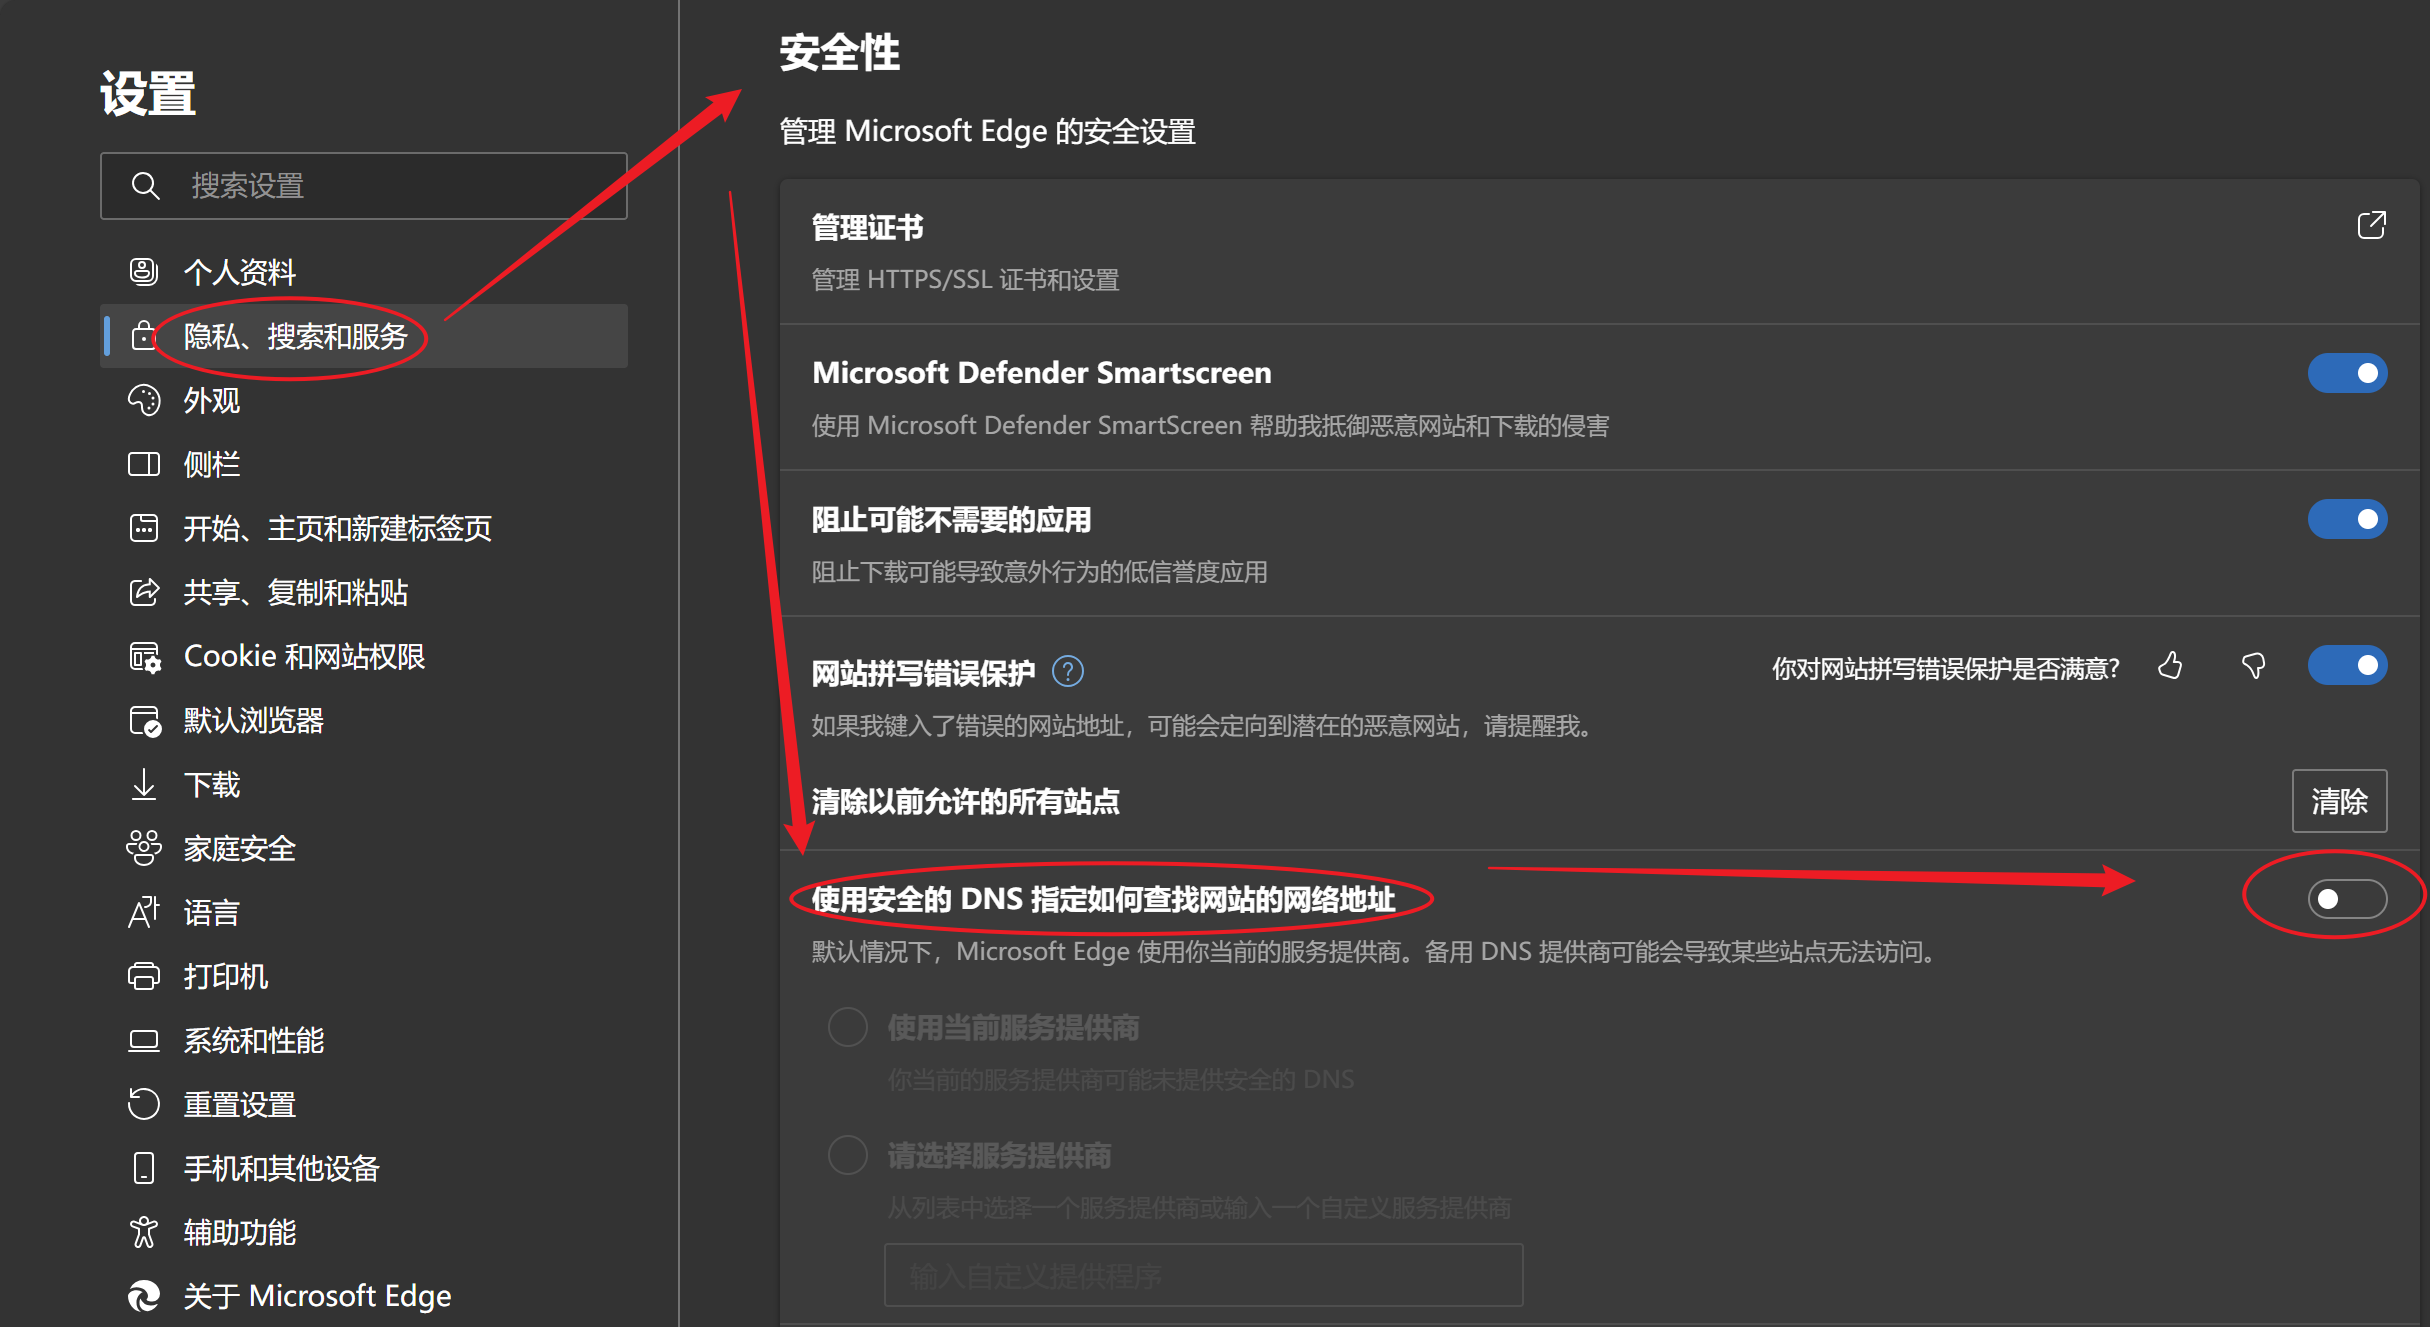 设置
搜索设置
个人资料
隐私、搜索和服务
外观
侧栏
开始、主页和新建标签页
共享、复制和粘贴
Cookie 和网站权限
默认浏览器
下载
家庭安全
语言
打印机
系统和性能
重置设置
手机和其他设备
辅助功能
关于 Microsoft Edge
安全性
管理 Microsoft Edge 的安全设置
管理证书
管理 HTTPS/SSL 证书和设置
Microsoft Defender Smartscreen
使用 Microsoft Defender SmartScreen 帮助我抵御恶意网站和下载的侵害
阻止可能不需要的应用
阻止下载可能导致意外行为的低信誉度应用
网站拼写错误保护
你对网站拼写错误保护是否满意?
如果我键入了错误的网站地址，可能会定向到潜在的恶意网站，请提醒我。
清除以前允许的所有站点
清除
使用安全的 DNS 指定如何查找网站的网络地址
默认情况下，Microsoft Edge 使用你当前的服务提供商。备用 DNS 提供商可能会导致某些站点无法访问。
使用当前服务提供商
你当前的服务提供商可能未提供安全的 DNS
请选择服务提供商
从列表中选择一个服务提供商或输入一个自定义服务提供商
输入自定义提供程序